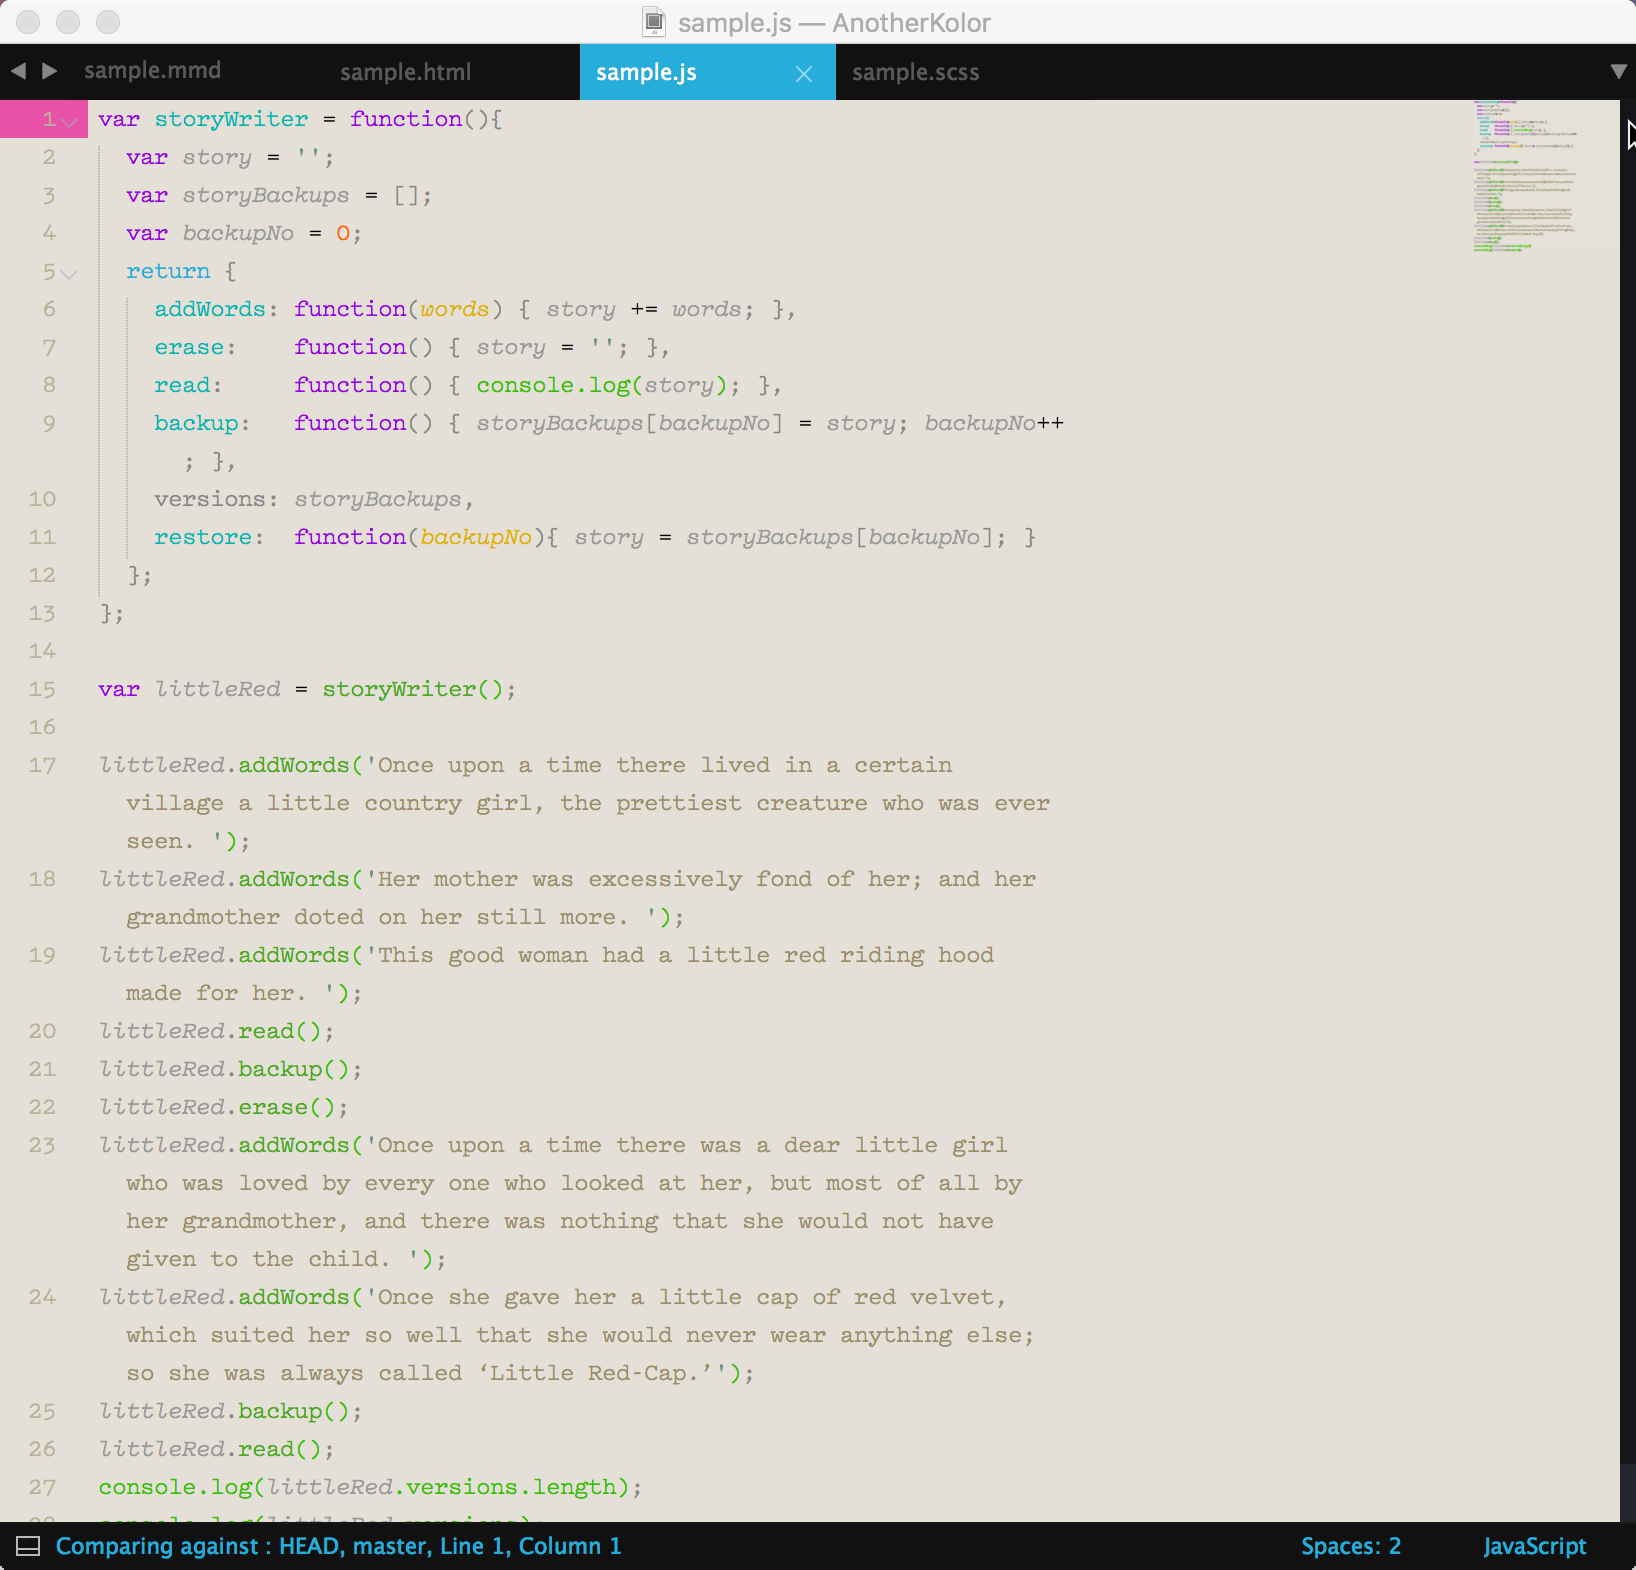 sample.js — AnotherKolor
sample.mmd sample.html sample.js sample.scss
1 var storyWriter = function(){
2 var story = '';
3 var storyBackups = [];
4 var backupNo = 0;
5 return {
6 addWords: function(words) { story += words; },
7 erase: function() { story = ''; },
8 read: function() { console.log(story); },
9 backup: function() { storyBackups[backupNo] = story; backupNo++
; },
10 versions: storyBackups,
11 restore: function(backupNo){ story = storyBackups[backupNo]; }
12 };
13 };
14
15 var littleRed = storyWriter();
16
17 littleRed.addWords('Once upon a time there lived in a certain
village a little country girl, the prettiest creature who was ever
seen. ');
18 littleRed.addWords('Her mother was excessively fond of her; and her
grandmother doted on her still more. ');
19 littleRed.addWords('This good woman had a little red riding hood
made for her. ');
20 littleRed.read();
21 littleRed.backup();
22 littleRed.erase();
23 littleRed.addWords('Once upon a time there was a dear little girl
who was loved by every one who looked at her, but most of all by
her grandmother, and there was nothing that she would not have
given to the child. ');
24 littleRed.addWords('Once she gave her a little cap of red velvet,
which suited her so well that she would never wear anything else;
so she was always called ‘Little Red-Cap.’');
25 littleRed.backup();
26 littleRed.read();
27 console.log(littleRed.versions.length);
Comparing against : HEAD, master, Line 1, Column 1 Spaces: 2 JavaScript